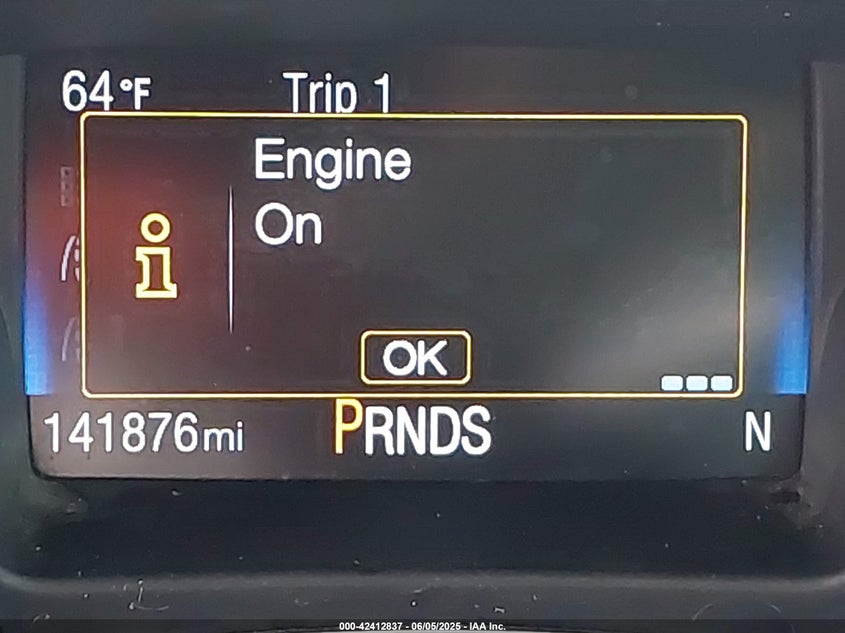 64°F Trip 1
Engine
On
OK
141876mi PRNDS N
000-42412837 - 06/05/2025 - IAA Inc.